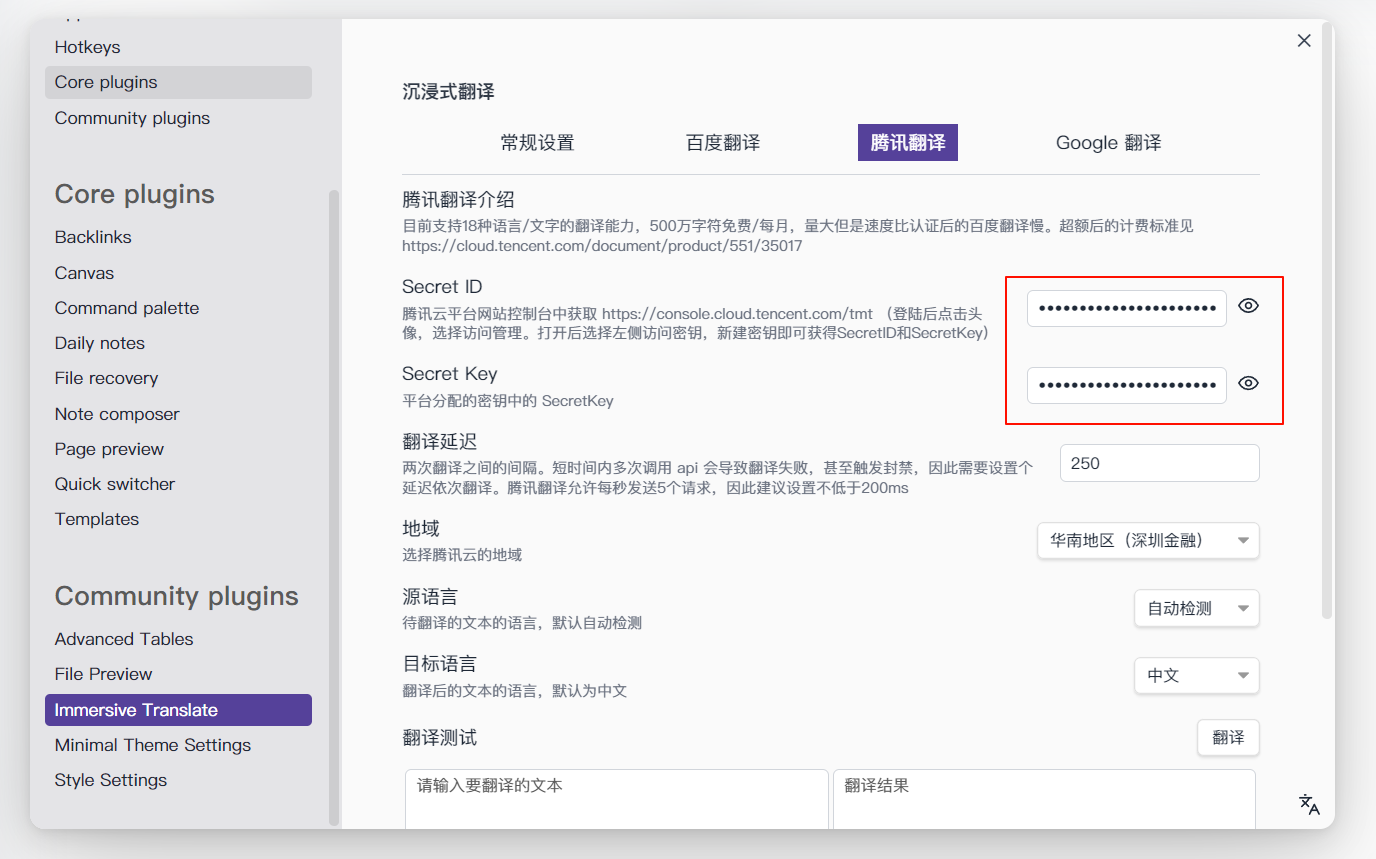 Hotkeys
Core plugins
Community plugins
Core plugins
Backlinks
Canvas
Command palette
Daily notes
File recovery
Note composer
Page preview
Quick switcher
Templates
Community plugins
Advanced Tables
File Preview
Immersive Translate
Minimal Theme Settings
Style Settings
沉浸式翻译
常规设置
百度翻译
腾讯翻译
Google 翻译
腾讯翻译介绍
目前支持18种语言/文字的翻译能力，500万字符免费/每月，量大但是速度比认证后的百度翻译慢。超额后的计费标准见
https://cloud.tencent.com/document/product/551/35017
Secret ID
腾讯云平台网站控制台中获取 https://console.cloud.tencent.com/tmt （登陆后点击头
像，选择访问管理。打开后选择左侧访问密钥，新建密钥即可获得SecretID和SecretKey）
Secret Key
平台分配的密钥中的 SecretKey
翻译延迟
两次翻译之间的间隔。短时间内多次调用 api 会导致翻译失败，甚至触发封禁，因此需要设置个
延迟依次翻译。腾讯翻译允许每秒发送5个请求，因此建议设置不低于200ms
250
地域
选择腾讯云的地域
华南地区（深圳金融）
源语言
待翻译的文本的语言，默认自动检测
自动检测
目标语言
翻译后的文本的语言，默认为中文
中文
翻译测试
翻译
请输入要翻译的文本
翻译结果